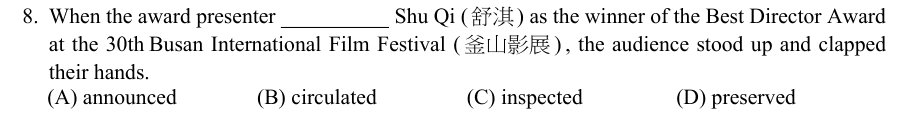 8. When the award presenter __________ Shu Qi (舒淇) as the winner of the Best Director Award
at the 30th Busan International Film Festival (釜山影展), the audience stood up and clapped
their hands.
(A) announced (B) circulated (C) inspected (D) preserved